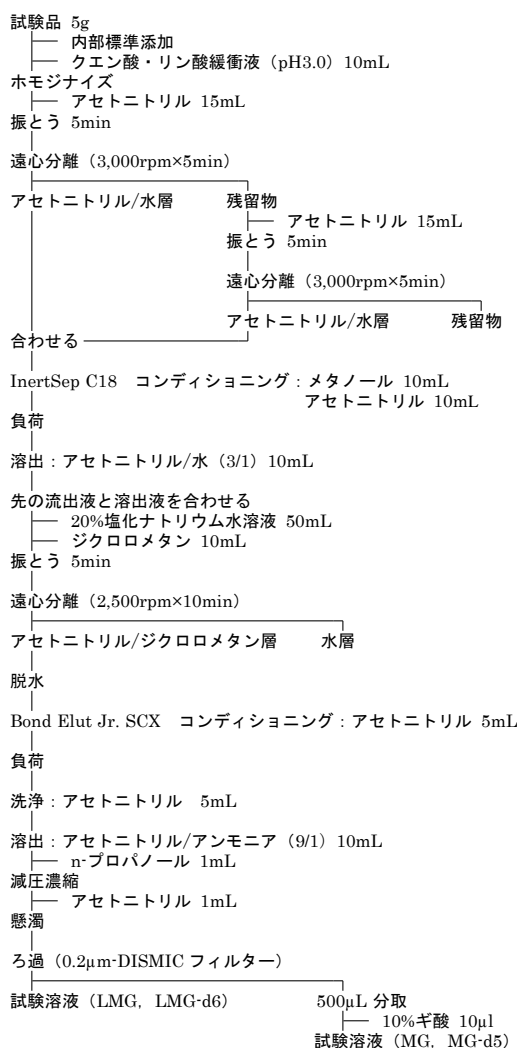 試験品 5g
内部標準添加
クエン酸・リン酸緩衝液（pH3.0）10mL
ホモジナイズ
アセトニトリル 15mL
振とう 5min
遠心分離（3,000rpm×5min）
アセトニトリル/水層 残留物
アセトニトリル 15mL
振とう 5min
遠心分離（3,000rpm×5min）
アセトニトリル/水層 残留物
合わせる
InertSep C18 コンディショニング：メタノール 10mL
アセトニトリル 10mL
負荷
溶出：アセトニトリル/水（3/1）10mL
先の流出液と溶出液を合わせる
20%塩化ナトリウム水溶液 50mL
ジクロロメタン 10mL
振とう 5min
遠心分離（2,500rpm×10min）
アセトニトリル/ジクロロメタン層 水層
脱水
Bond Elut Jr. SCX コンディショニング：アセトニトリル 5mL
負荷
洗浄：アセトニトリル 5mL
溶出：アセトニトリル/アンモニア（9/1）10mL
n-プロパノール 1mL
減圧濃縮
アセトニトリル 1mL
懸濁
ろ過（0.2μm-DISMIC フィルター）
試験溶液（LMG，LMG-d6） 500μL 分取
10%ギ酸 10μl
試験溶液（MG，MG-d5）